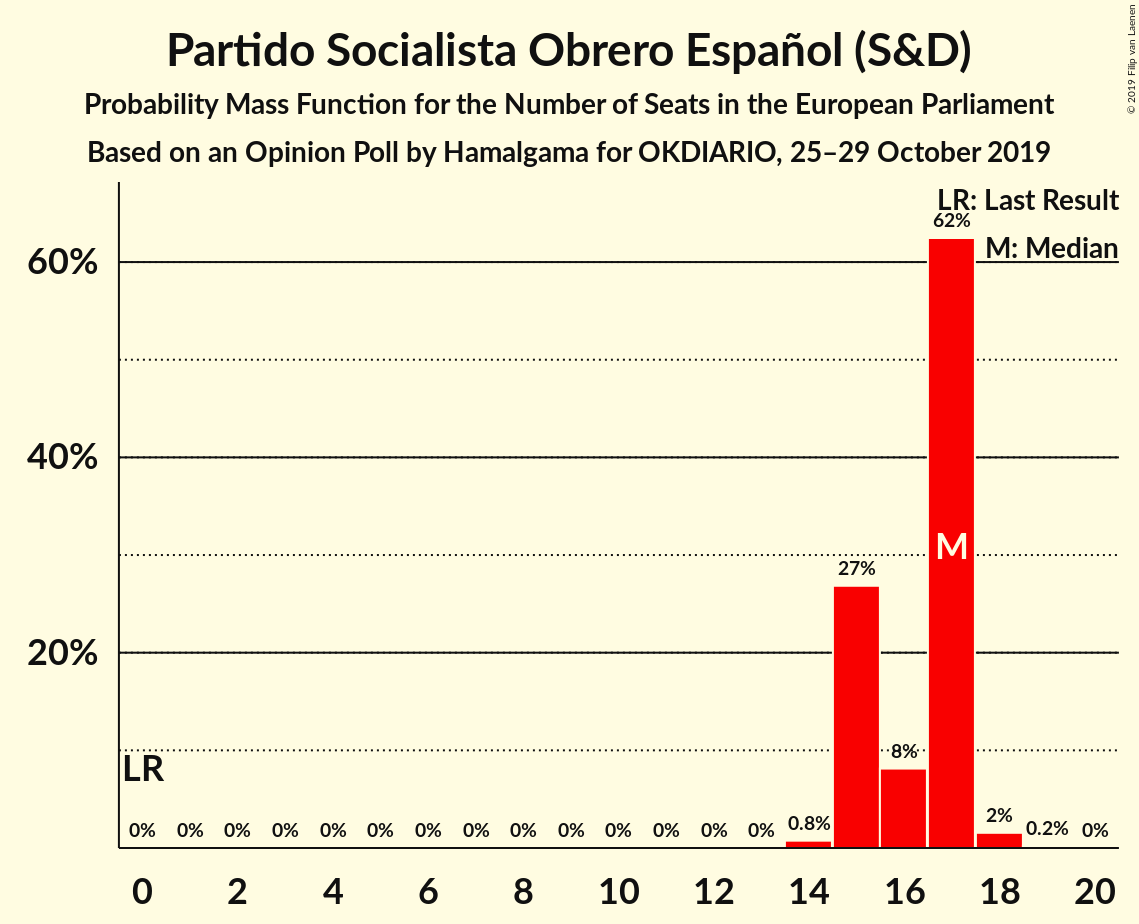 Partido Socialista Obrero Español (S&D)
Probability Mass Function for the Number of Seats in the European Parliament
Based on an Opinion Poll by Hamalgama for OKDIARIO, 25–29 October 2019
© 2019 Filip van Laenen
LR: Last Result
M: Median
60%
40%
20%
62%
M
27%
8%
LR
0% 0% 0% 0% 0% 0% 0% 0% 0% 0% 0% 0% 0% 0% 0.8% 2% 0.2% 0%
0 2 4 6 8 10 12 14 16 18 20